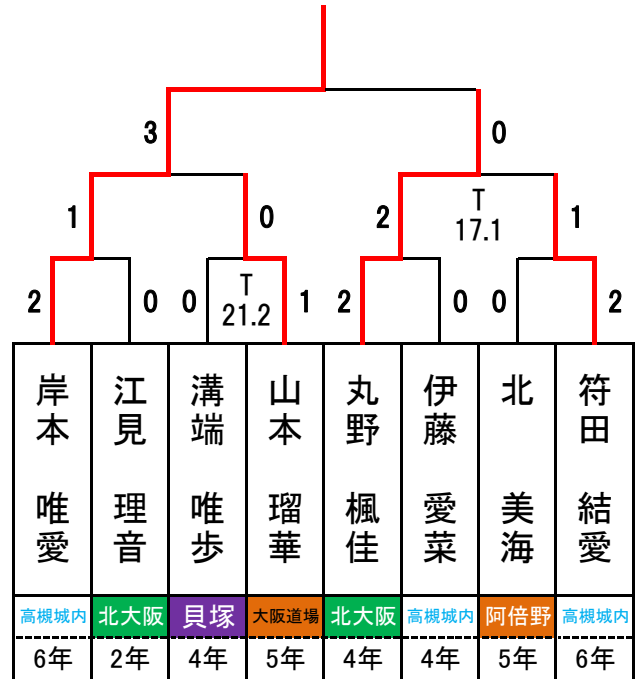 3 0
1 0 2 T 17.1 1
2 0 0 T 21.2 1 2 0 0 2
岸本 唯愛
江見 理音
溝端 唯歩
山本 瑠華
丸野 楓佳
伊藤 愛菜
北 美海
符田 結愛
高槻城内 北大阪 貝塚 大阪道場 北大阪 高槻城内 阿倍野 高槻城内
6年 2年 4年 5年 4年 4年 5年 6年